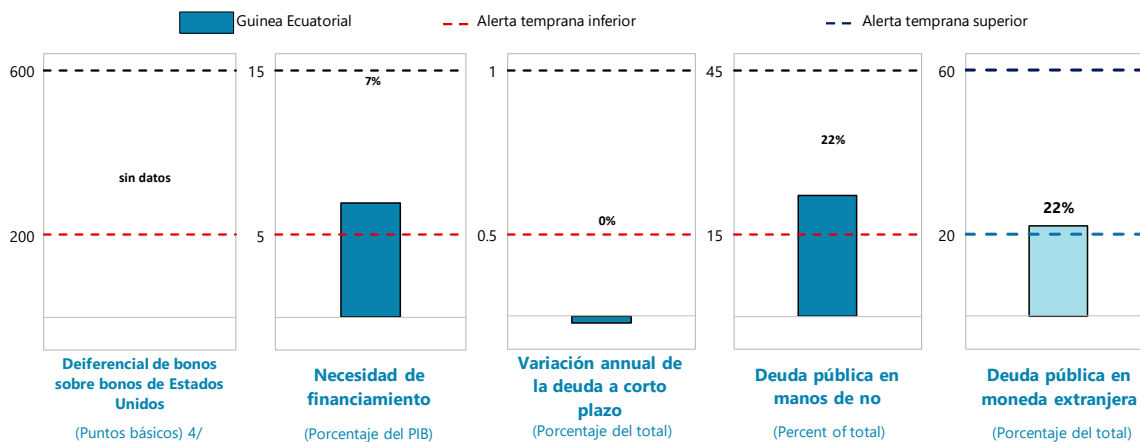 Guinea Ecuatorial
Alerta temprana inferior
Alerta temprana superior
600
200
sin datos
Deiferencial de bonos
sobre bonos de Estados
Unidos
(Puntos básicos) 4/
15
5
7%
Necesidad de
financiamiento
(Porcentaje del PIB)
1
0.5
0%
Variación annual de
la deuda a corto
plazo
(Porcentaje del total)
45
15
22%
Deuda pública en
manos de no
(Percent of total)
60
20
22%
Deuda pública en
moneda extranjera
(Porcentaje del total)